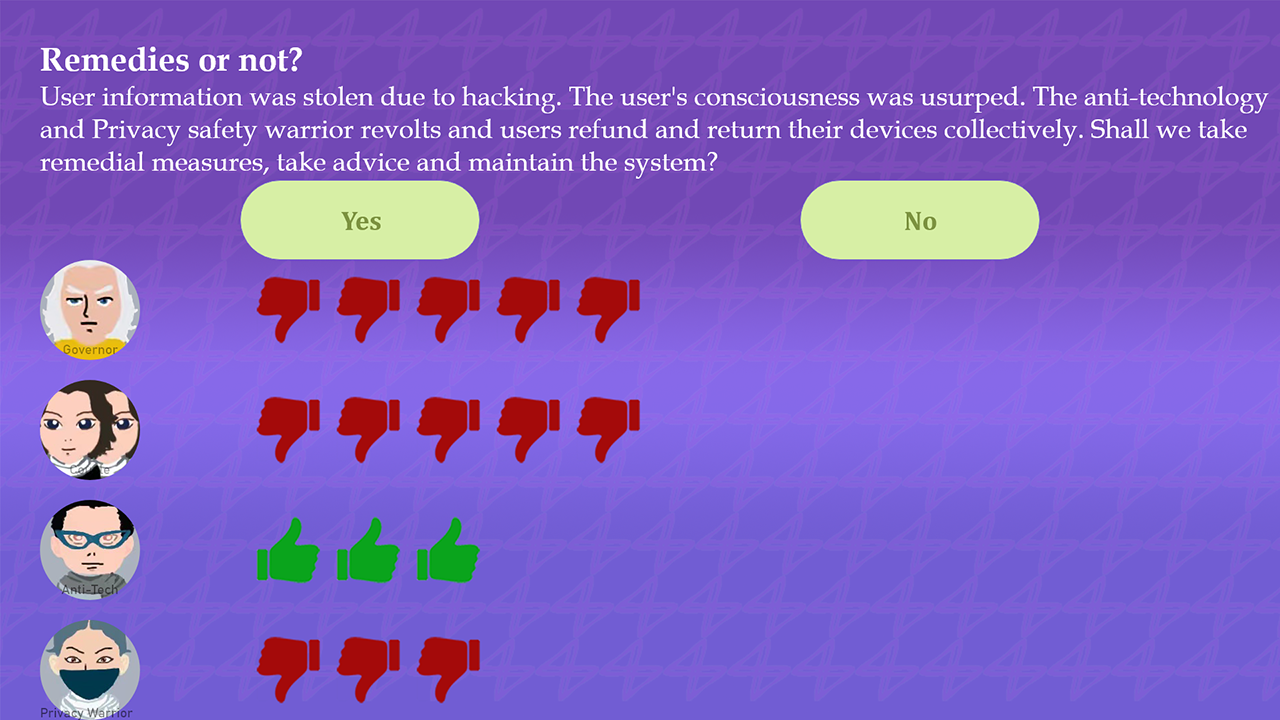 Remedies or not?
User information was stolen due to hacking. The user's consciousness was usurped. The anti-technology
and Privacy safety warrior revolts and users refund and return their devices collectively. Shall we take
remedial measures, take advice and maintain the system?
Yes
No
Governor
Anti-Tech
Privacy Warrior